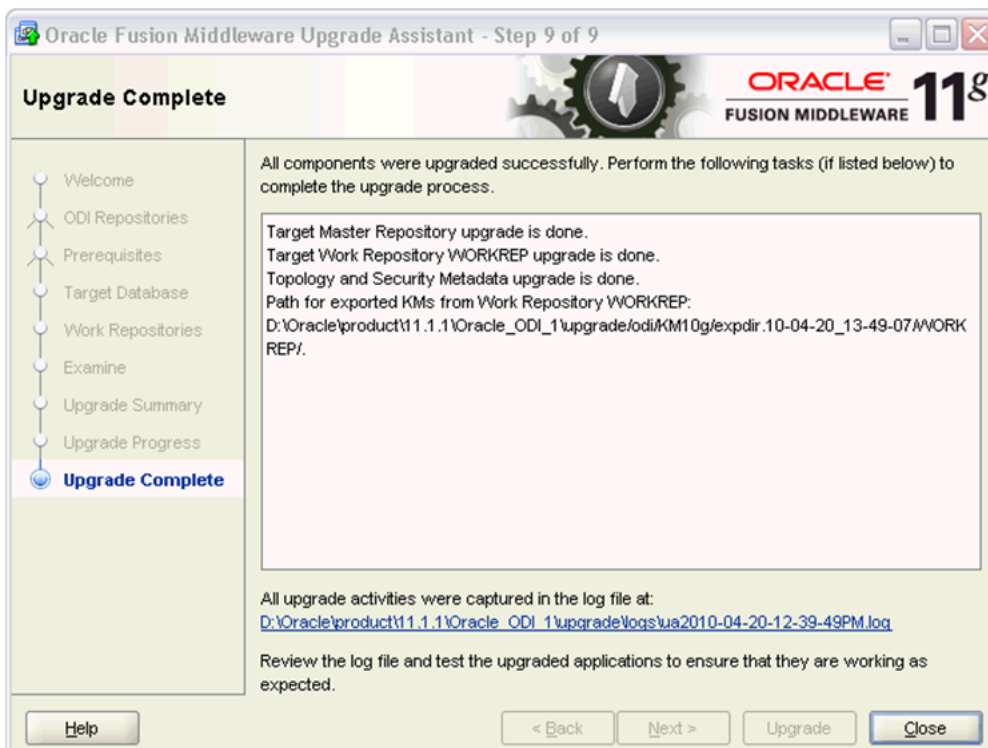 Oracle Fusion Middleware Upgrade Assistant - Step 9 of 9
Upgrade Complete
ORACLE
FUSION MIDDLEWARE
11g
Welcome
ODI Repositories
Prerequisites
Target Database
Work Repositories
Examine
Upgrade Summary
Upgrade Progress
Upgrade Complete
All components were upgraded successfully. Perform the following tasks (if listed below) to
complete the upgrade process.
Target Master Repository upgrade is done.
Target Work Repository WORKREP upgrade is done.
Topology and Security Metadata upgrade is done.
Path for exported KMs from Work Repository WORKREP:
D:\Oracle\product\11.1.1\Oracle_ODI_1\upgrade/odi/KM10g/expdir.10-04-20_13-49-07/WORK
REP/.
All upgrade activities were captured in the log file at:
D:\Oracle\product\11.1.1\Oracle_ODI_1\upgrade\logs\ua2010-04-20-12-39-49PM.log
Review the log file and test the upgraded applications to ensure that they are working as
expected.
Help
< Back
Next >
Upgrade
Close